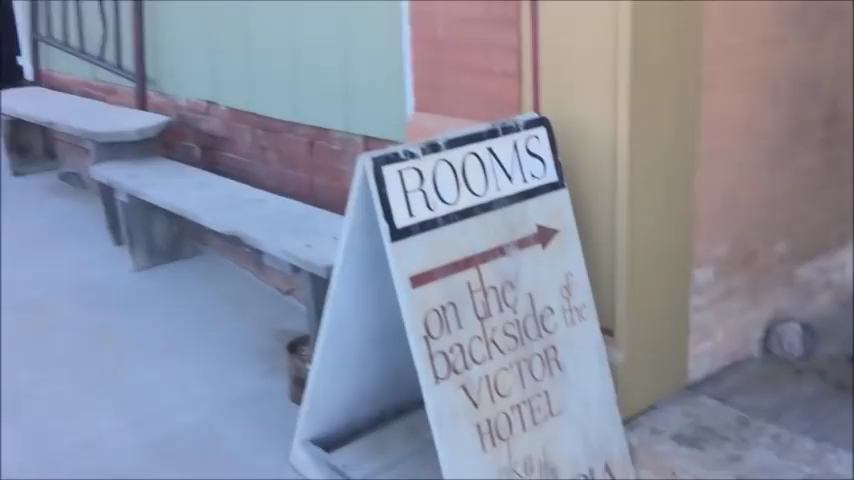 ROOMS
on the
backside of the
VICTOR
HOTEL